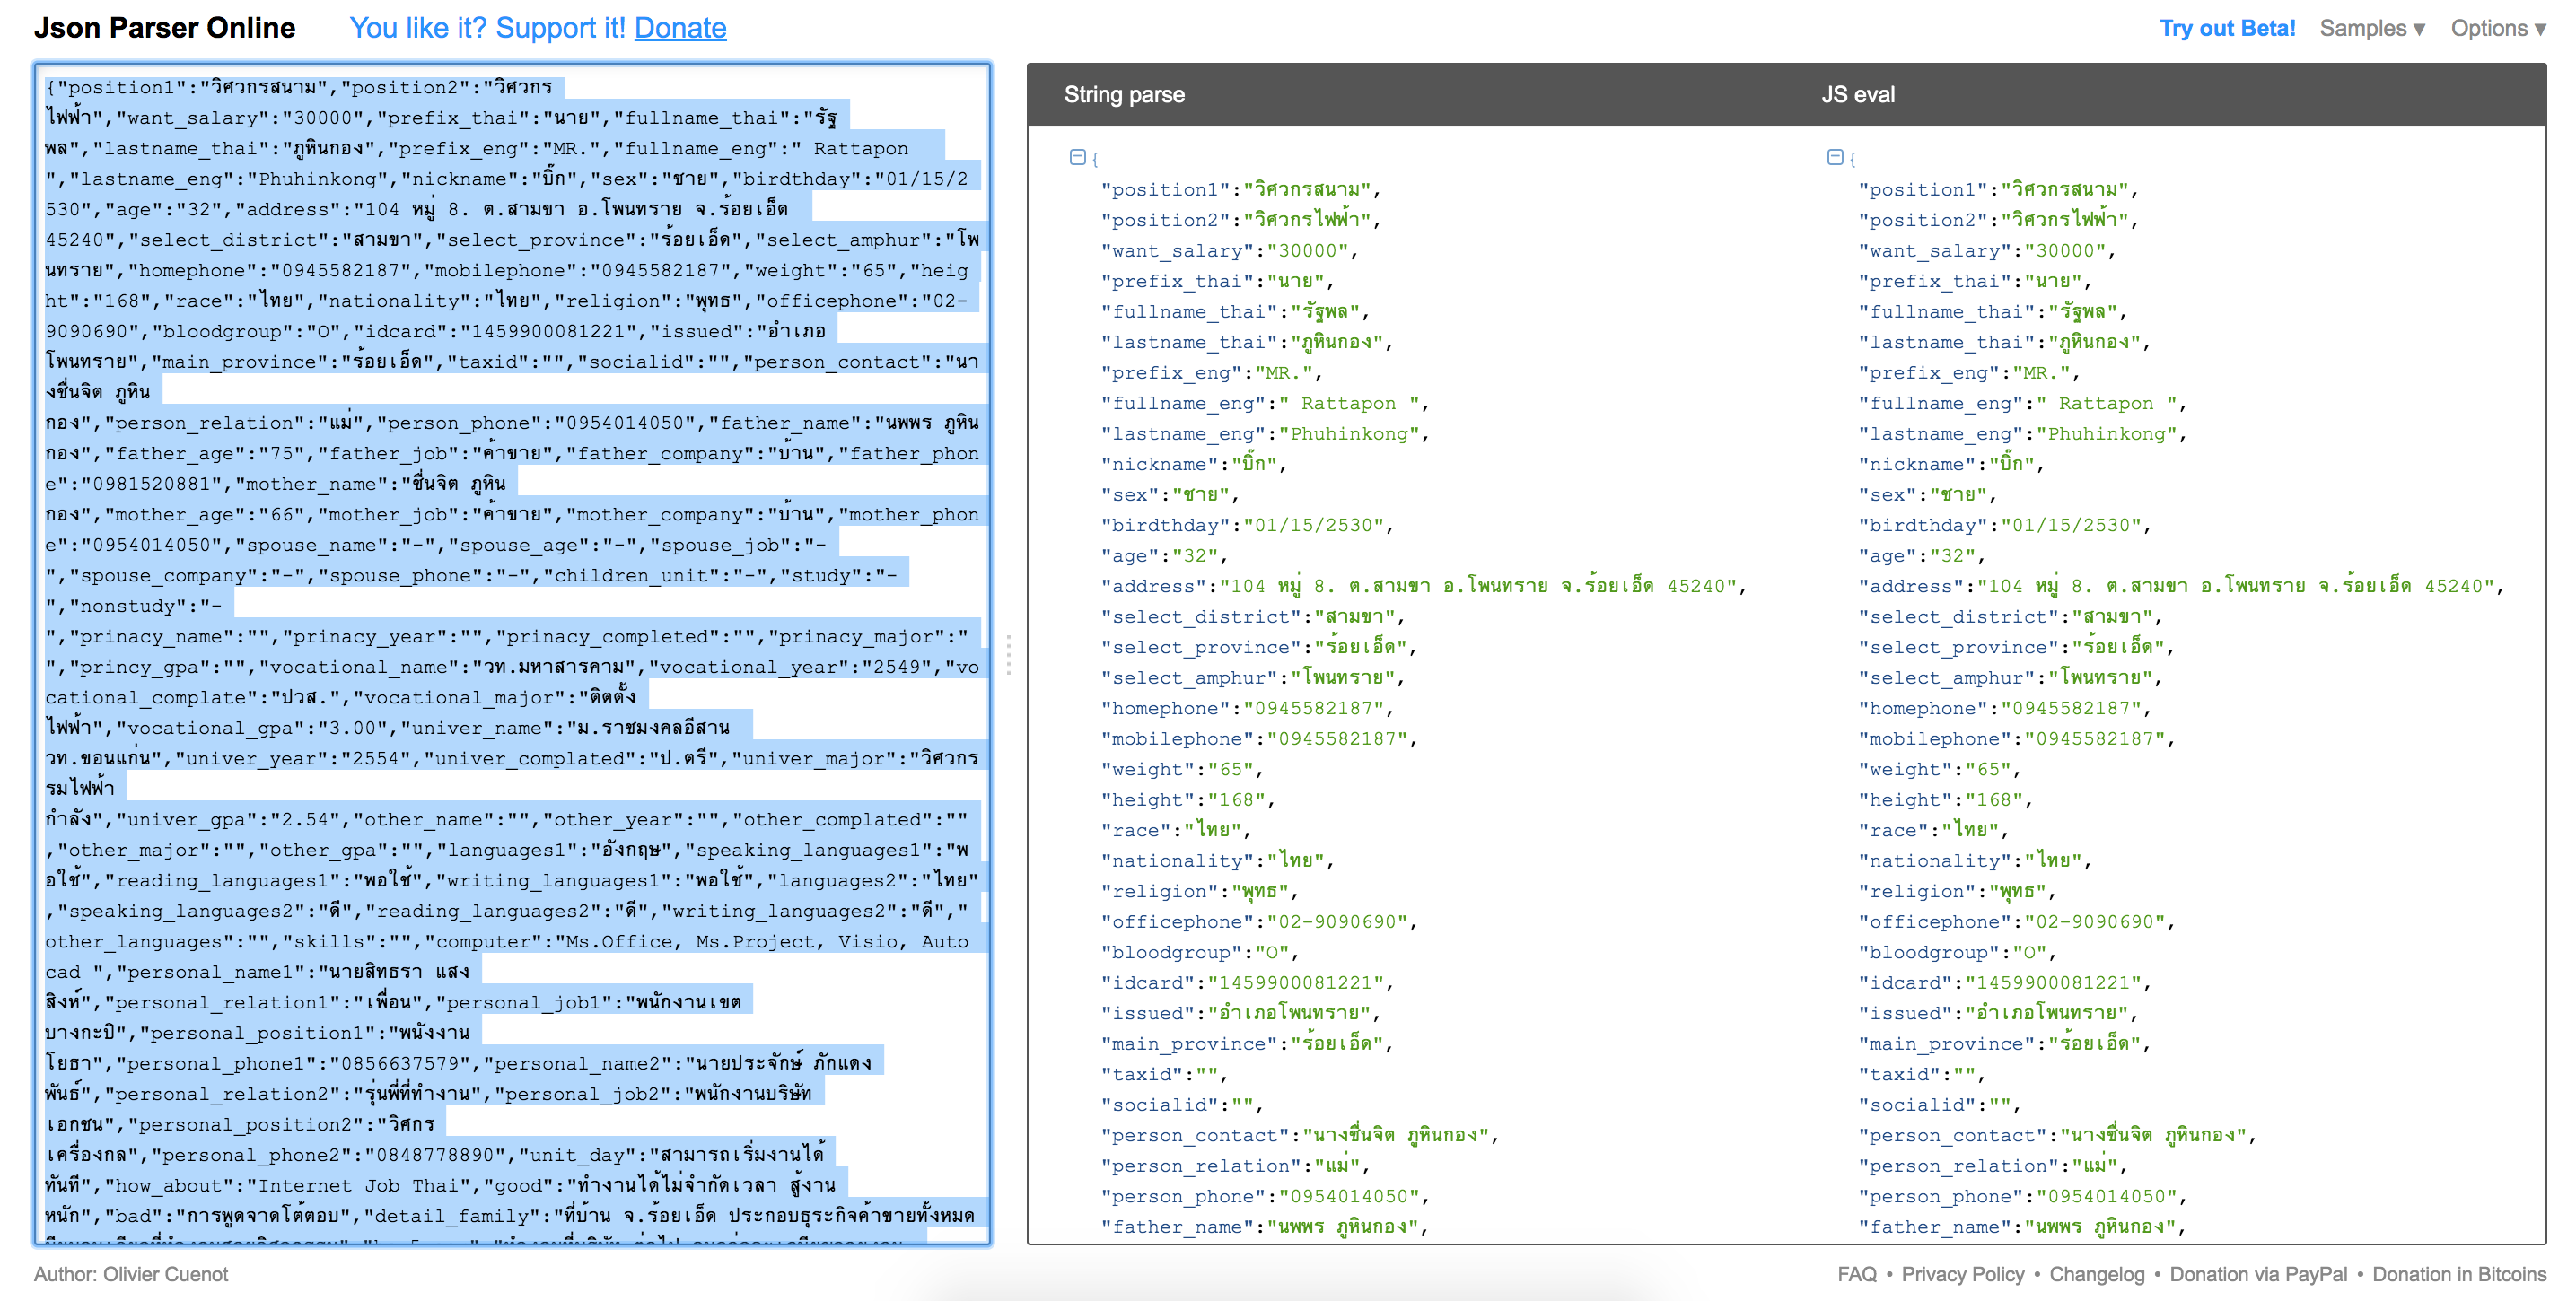 Json Parser Online
You like it? Support it! Donate
Try out Beta!
Samples ▼
Options ▼
{"position1":"วิศวกรสนาม","position2":"วิศวกร
ไฟฟ้า","want_salary":"30000","prefix_thai":"นาย","fullname_thai":"รัฐ
พล","lastname_thai":"ภูหินกอง","prefix_eng":"MR.","fullname_eng":" Rattapon
","lastname_eng":"Phuhinkong","nickname":"บิ๊ก","sex":"ชาย","birdthday":"01/15/2
530","age":"32","address":"104 หมู่ 8. ต.สามขา อ.โพนทราย จ.ร้อยเอ็ด
45240","select_district":"สามขา","select_province":"ร้อยเอ็ด","select_amphur":"โพ
นทราย","homephone":"0945582187","mobilephone":"0945582187","weight":"65","heig
ht":"168","race":"ไทย","nationality":"ไทย","religion":"พุทธ","officephone":"02-
9090690","bloodgroup":"O","idcard":"1459900081221","issued":"อำเภอ
โพนทราย","main_province":"ร้อยเอ็ด","taxid":"","socialid":"","person_contact":"นา
งชื่นจิต ภูหิน
กอง","person_relation":"แม่","person_phone":"0954014050","father_name":"นพพร ภูหิน
กอง","father_age":"75","father_job":"ค้าขาย","father_company":"บ้าน","father_phon
e":"0981520881","mother_name":"ชื่นจิต ภูหิน
กอง","mother_age":"66","mother_job":"ค้าขาย","mother_company":"บ้าน","mother_phon
e":"0954014050","spouse_name":"-","spouse_age":"-","spouse_job":"-
","spouse_company":"-","spouse_phone":"-","children_unit":"-","study":"-
","nonstudy":"-
","prinacy_name":"","prinacy_year":"","prinacy_completed":"","prinacy_major":"
","princy_gpa":"","vocational_name":"วท.มหาสารคาม","vocational_year":"2549","vo
cational_complate":"ปวส.","vocational_major":"ติตตั้ง
ไฟฟ้า","vocational_gpa":"3.00","univer_name":"ม.ราชมงคลอีสาน
วท.ขอนแก่น","univer_year":"2554","univer_complated":"ป.ตรี","univer_major":"วิศวกร
รมไฟฟ้า
กำลัง","univer_gpa":"2.54","other_name":"","other_year":"","other_complated":""
,"other_major":"","other_gpa":"","languages1":"อังกฤษ","speaking_languages1":"พ
อใช้","reading_languages1":"พอใช้","writing_languages1":"พอใช้","languages2":"ไทย"
,"speaking_languages2":"ดี","reading_languages2":"ดี","writing_languages2":"ดี","
other_languages":"","skills":"","computer":"Ms.Office, Ms.Project, Visio, Auto
cad ","personal_name1":"นายสิทธรา แสง
สิงห์","personal_relation1":"เพื่อน","personal_job1":"พนักงานเขต
บางกะปิ","personal_position1":"พนังงาน
โยธา","personal_phone1":"0856637579","personal_name2":"นายประจักษ์ ภักแดง
พันธ์","personal_relation2":"รุ่นพี่ที่ทำงาน","personal_job2":"พนักงานบริษัท
เอกชน","personal_position2":"วิศกร
เครื่องกล","personal_phone2":"0848778890","unit_day":"สามารถเริ่มงานได้
ทันที","how_about":"Internet Job Thai","good":"ทำงานได้ไม่จำกัดเวลา สู้งาน
หนัก","bad":"การพูดจาดโต้ตอบ","detail_family":"ที่บ้าน จ.ร้อยเอ็ด ประกอบธุระกิจค้าขายทั้งหมด
String parse
{
"position1":"วิศวกรสนาม",
"position2":"วิศวกรไฟฟ้า",
"want_salary":"30000",
"prefix_thai":"นาย",
"fullname_thai":"รัฐพล",
"lastname_thai":"ภูหินกอง",
"prefix_eng":"MR.",
"fullname_eng":" Rattapon ",
"lastname_eng":"Phuhinkong",
"nickname":"บิ๊ก",
"sex":"ชาย",
"birdthday":"01/15/2530",
"age":"32",
"address":"104 หมู่ 8. ต.สามขา อ.โพนทราย จ.ร้อยเอ็ด 45240",
"select_district":"สามขา",
"select_province":"ร้อยเอ็ด",
"select_amphur":"โพนทราย",
"homephone":"0945582187",
"mobilephone":"0945582187",
"weight":"65",
"height":"168",
"race":"ไทย",
"nationality":"ไทย",
"religion":"พุทธ",
"officephone":"02-9090690",
"bloodgroup":"O",
"idcard":"1459900081221",
"issued":"อำเภอโพนทราย",
"main_province":"ร้อยเอ็ด",
"taxid":"",
"socialid":"",
"person_contact":"นางชื่นจิต ภูหินกอง",
"person_relation":"แม่",
"person_phone":"0954014050",
"father_name":"นพพร ภูหินกอง",
JS eval
{
"position1":"วิศวกรสนาม",
"position2":"วิศวกรไฟฟ้า",
"want_salary":"30000",
"prefix_thai":"นาย",
"fullname_thai":"รัฐพล",
"lastname_thai":"ภูหินกอง",
"prefix_eng":"MR.",
"fullname_eng":" Rattapon ",
"lastname_eng":"Phuhinkong",
"nickname":"บิ๊ก",
"sex":"ชาย",
"birdthday":"01/15/2530",
"age":"32",
"address":"104 หมู่ 8. ต.สามขา อ.โพนทราย จ.ร้อยเอ็ด 45240",
"select_district":"สามขา",
"select_province":"ร้อยเอ็ด",
"select_amphur":"โพนทราย",
"homephone":"0945582187",
"mobilephone":"0945582187",
"weight":"65",
"height":"168",
"race":"ไทย",
"nationality":"ไทย",
"religion":"พุทธ",
"officephone":"02-9090690",
"bloodgroup":"O",
"idcard":"1459900081221",
"issued":"อำเภอโพนทราย",
"main_province":"ร้อยเอ็ด",
"taxid":"",
"socialid":"",
"person_contact":"นางชื่นจิต ภูหินกอง",
"person_relation":"แม่",
"person_phone":"0954014050",
"father_name":"นพพร ภูหินกอง",
Author: Olivier Cuenot
FAQ • Privacy Policy • Changelog • Donation via PayPal • Donation in Bitcoins